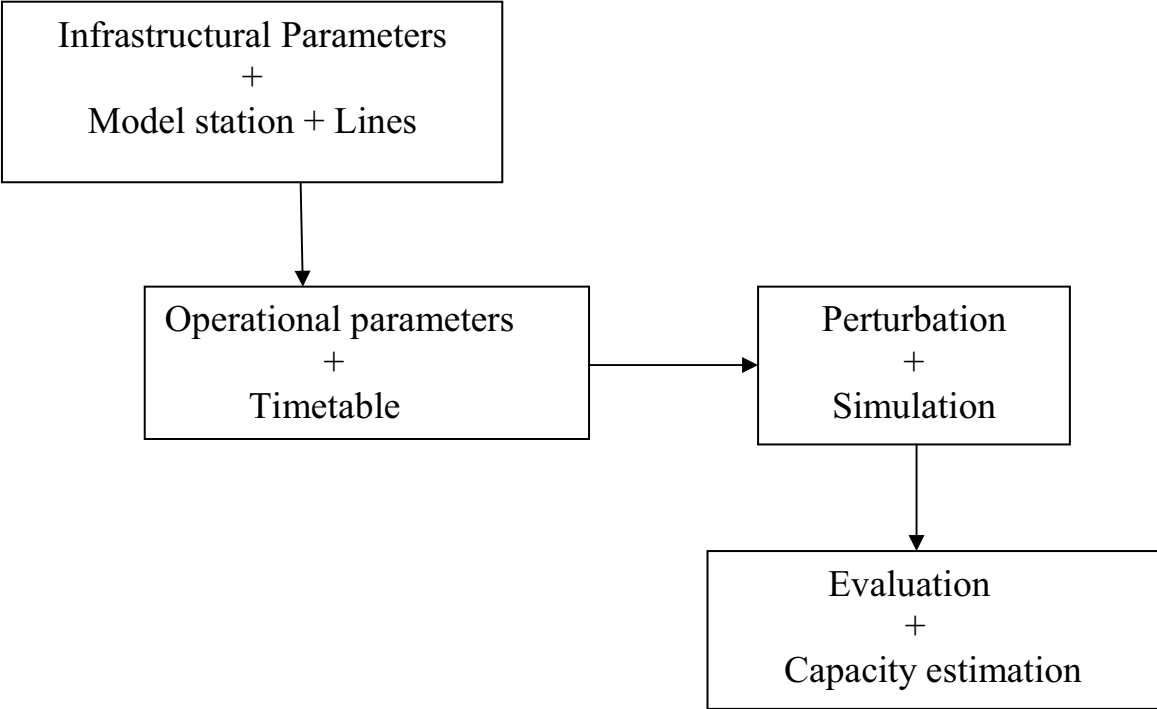 Infrastructural Parameters
+
Model station + Lines
Operational parameters
+
Timetable
Perturbation
+
Simulation
Evaluation
+
Capacity estimation